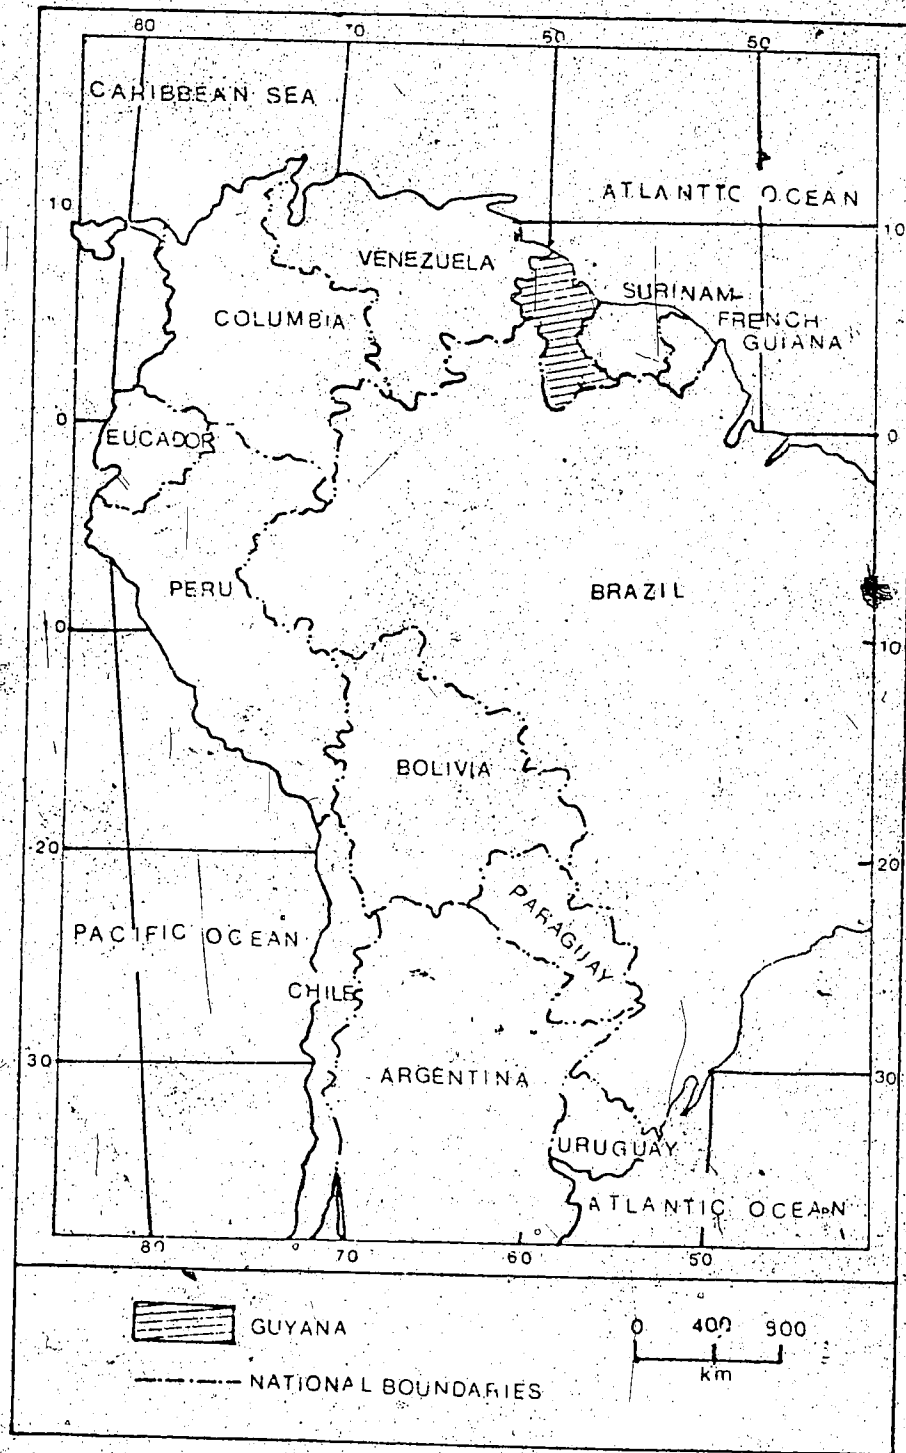 80 70 60 50
CARIBBEAN SEA
ATLANTIC OCEAN
10 10
VENEZUELA
SURINAM
COLUMBIA
FRENCH
GUIANA
0 0
EUCADOR
PERU
BRAZIL
10 10
BOLIVIA
20 20
PARAGUAY
PACIFIC OCEAN
CHILE
30 ARGENTINA 30
URUGUAY
ATLANTIC OCEAN
80 70 60 50
GUYANA
0 400 800
km
NATIONAL BOUNDARIES